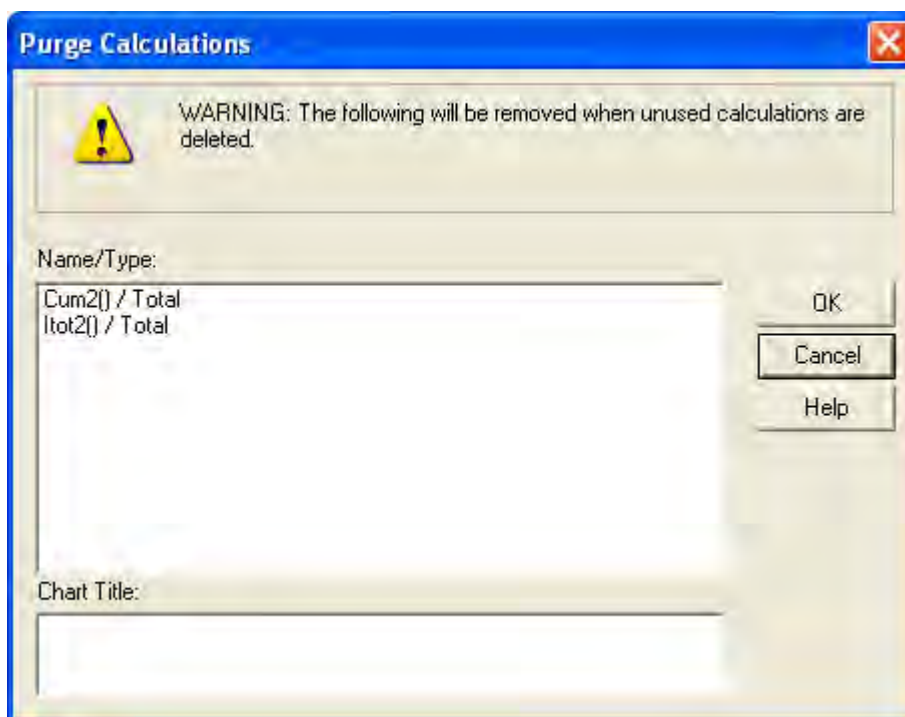 Purge Calculations
WARNING: The following will be removed when unused calculations are
deleted.
Name/Type:
Cum2() / Total
Itot2() / Total
OK
Cancel
Help
Chart Title: